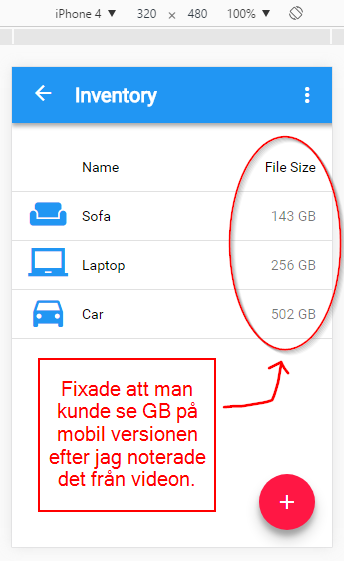 iPhone 4 ▼ 320 × 480 100% ▼
Inventory
Name File Size
Sofa 143 GB
Laptop 256 GB
Car 502 GB
Fixade att man
kunde se GB på
mobil versionen
efter jag noterade
det från videon.
+